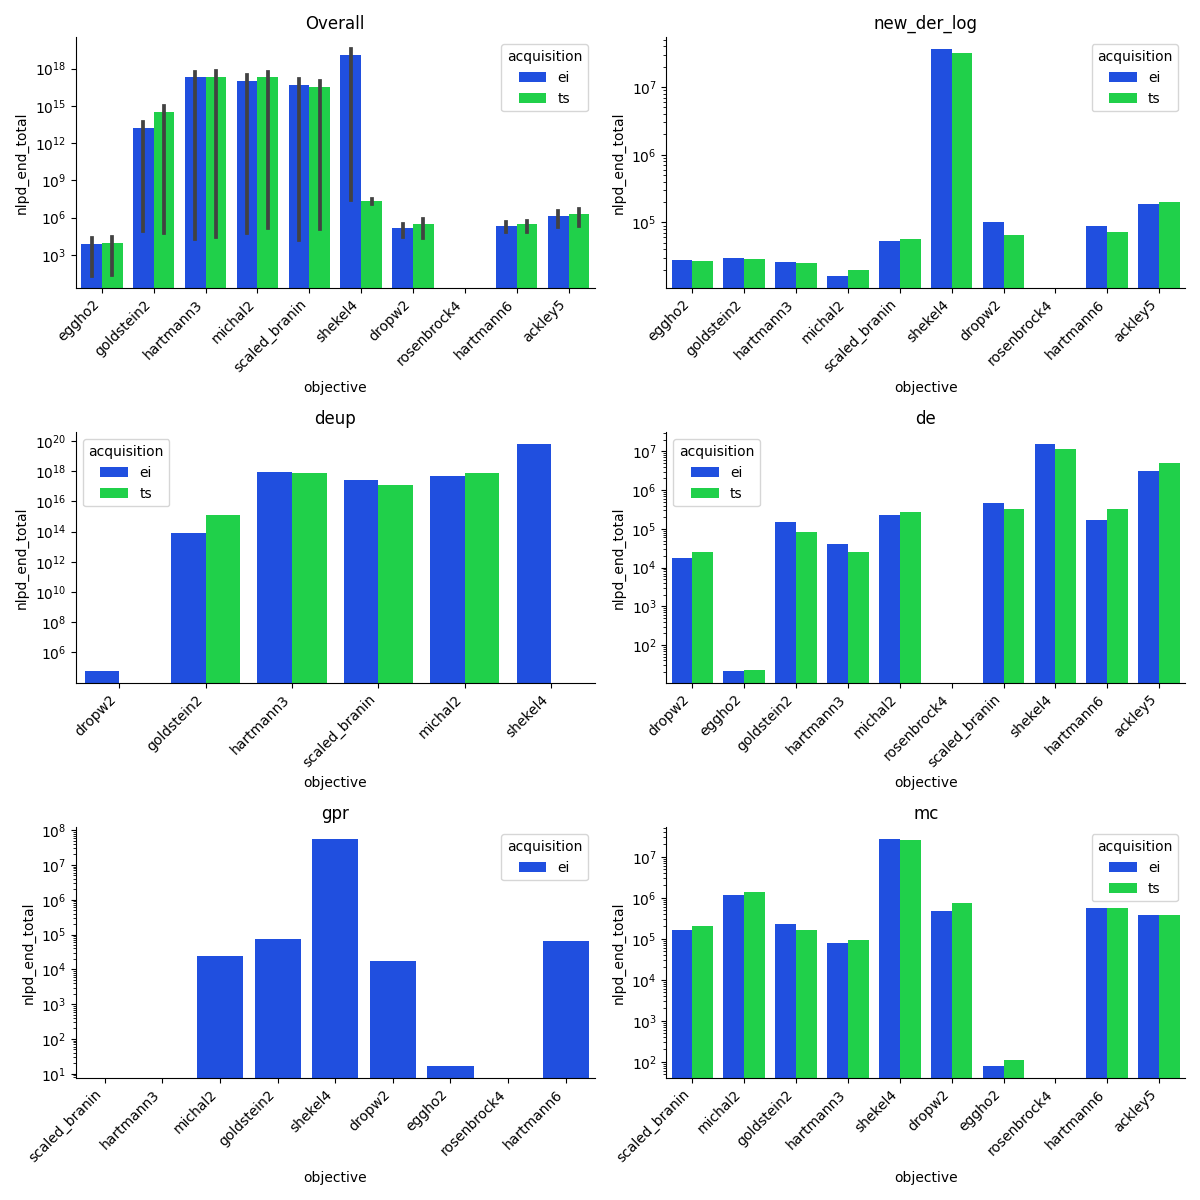 Overall
nlpd_end_total
10^18
10^15
10^12
10^9
10^6
10^3
acquisition
ei
ts
eggho2
goldstein2
hartmann3
michal2
scaled_branin
shekel4
dropw2
rosenbrock4
hartmann6
ackley5
objective
new_der_log
nlpd_end_total
10^7
10^6
10^5
acquisition
ei
ts
eggho2
goldstein2
hartmann3
michal2
scaled_branin
shekel4
dropw2
rosenbrock4
hartmann6
ackley5
objective
deup
nlpd_end_total
10^20
10^18
10^16
10^14
10^12
10^10
10^8
10^6
acquisition
ei
ts
dropw2
goldstein2
hartmann3
scaled_branin
michal2
shekel4
objective
de
nlpd_end_total
10^7
10^6
10^5
10^4
10^3
10^2
acquisition
ei
ts
dropw2
eggho2
goldstein2
hartmann3
michal2
rosenbrock4
scaled_branin
shekel4
hartmann6
ackley5
objective
gpr
nlpd_end_total
10^8
10^7
10^6
10^5
10^4
10^3
10^2
10^1
acquisition
ei
scaled_branin
hartmann3
michal2
goldstein2
shekel4
dropw2
eggho2
rosenbrock4
hartmann6
objective
mc
nlpd_end_total
10^7
10^6
10^5
10^4
10^3
10^2
acquisition
ei
ts
scaled_branin
michal2
goldstein2
hartmann3
shekel4
dropw2
eggho2
rosenbrock4
hartmann6
ackley5
objective